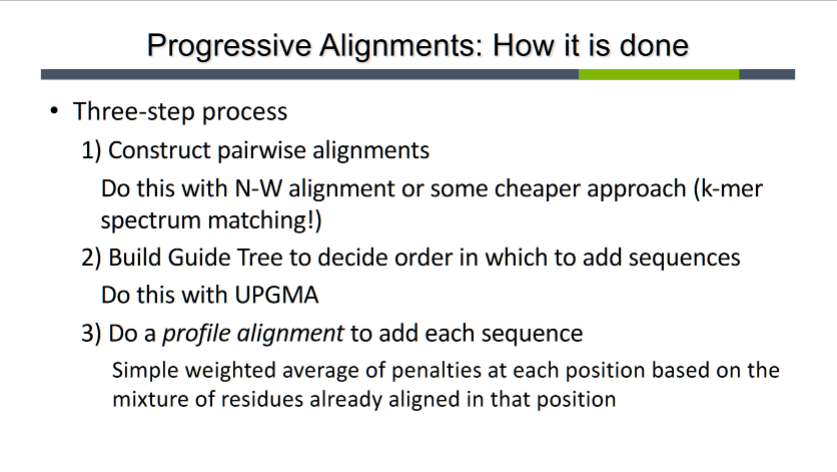 Progressive Alignments: How it is done
• Three-step process
1) Construct pairwise alignments
Do this with N-W alignment or some cheaper approach (k-mer
spectrum matching!)
2) Build Guide Tree to decide order in which to add sequences
Do this with UPGMA
3) Do a profile alignment to add each sequence
Simple weighted average of penalties at each position based on the
mixture of residues already aligned in that position